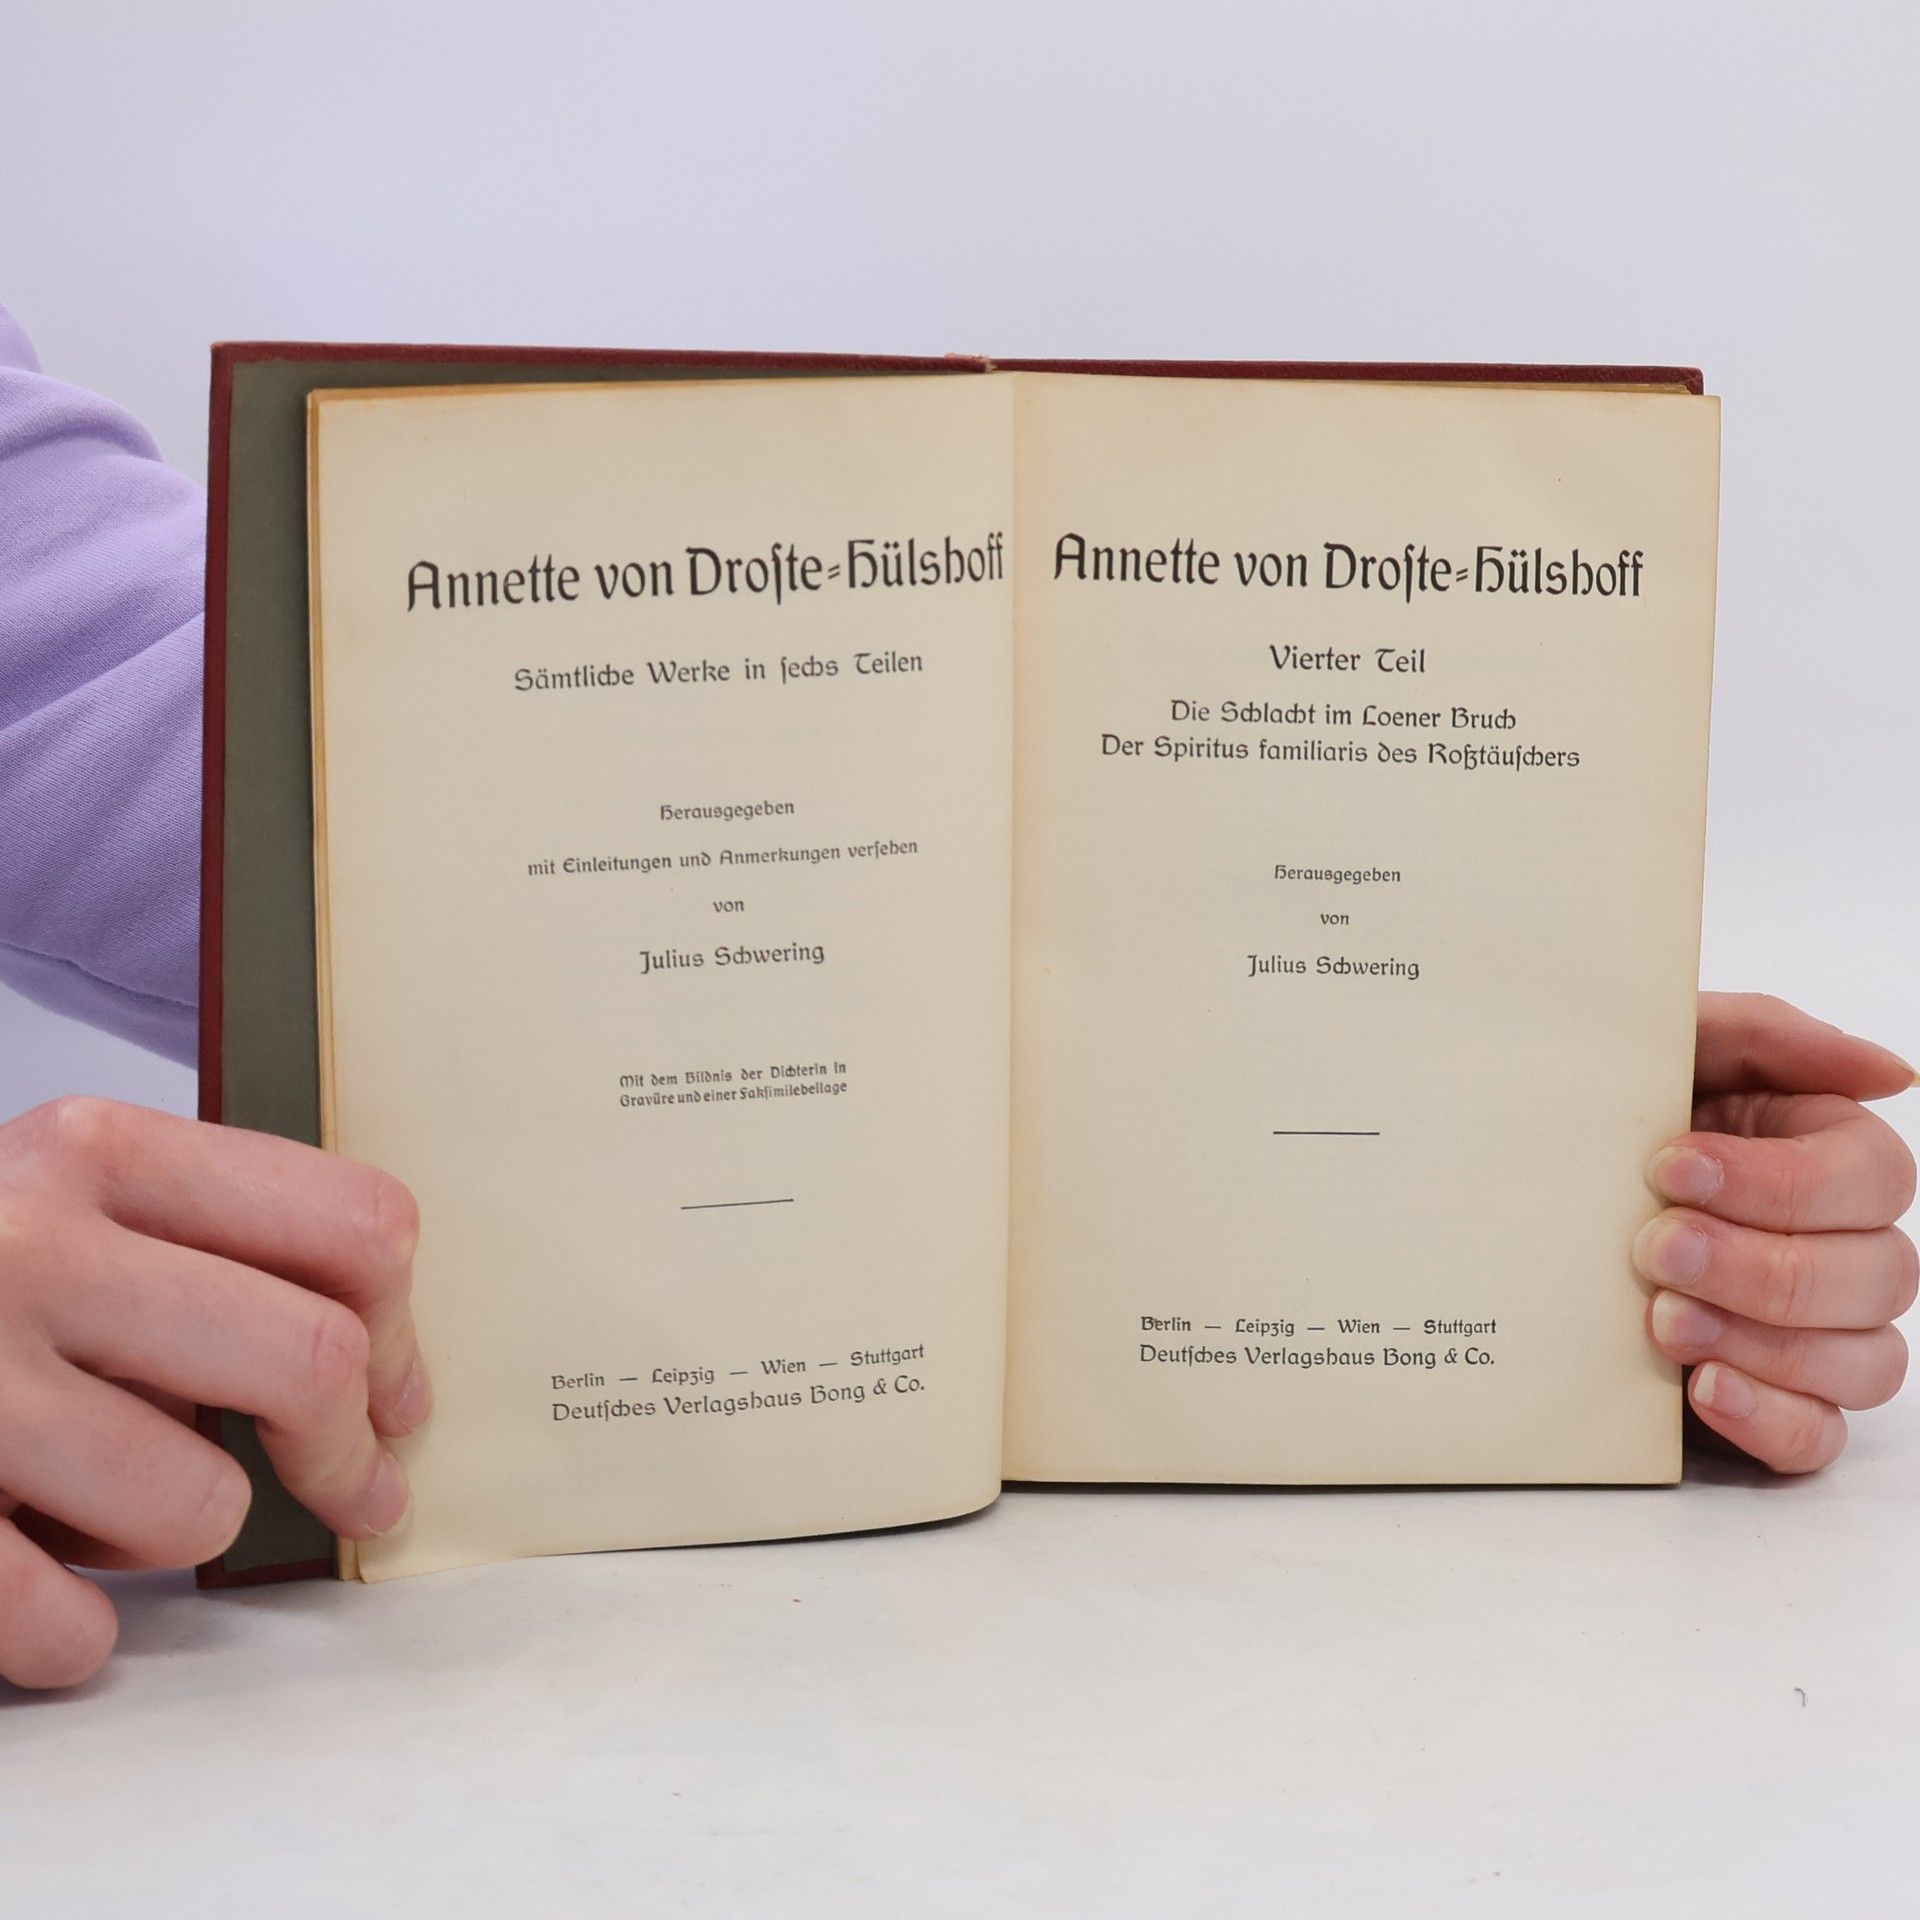 Annette von Droſte⸗Hülshoff
Sämtliche Werke in ſechs Teilen
Herausgegeben
mit Einleitungen und Anmerkungen verſehen
von
Julius Schwering
Mit dem Bildnis der Dichterin in
Gravüre und einer Fakſimilebeilage
Berlin — Leipzig — Wien — Stuttgart
Deutſches Verlagshaus Bong & Co.
Annette von Droſte⸗Hülshoff
Vierter Teil
Die Schlacht im Loener Bruch
Der Spiritus familiaris des Roßtäuſchers
Herausgegeben
von
Julius Schwering
Berlin — Leipzig — Wien — Stuttgart
Deutſches Verlagshaus Bong & Co.